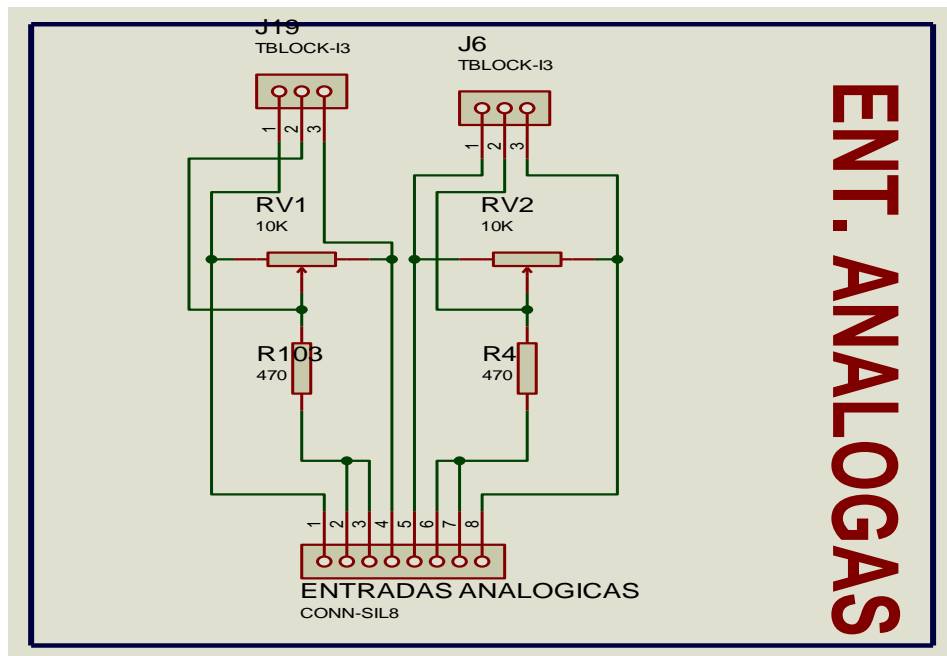 J19
TBLOCK-I3
1
2
3
J6
TBLOCK-I3
1
2
3
RV1
10K
RV2
10K
R103
470
R4
470
1
2
3
4
5
6
7
8
ENTRADAS ANALOGICAS
CONN-SIL8
ENT. ANALOGAS